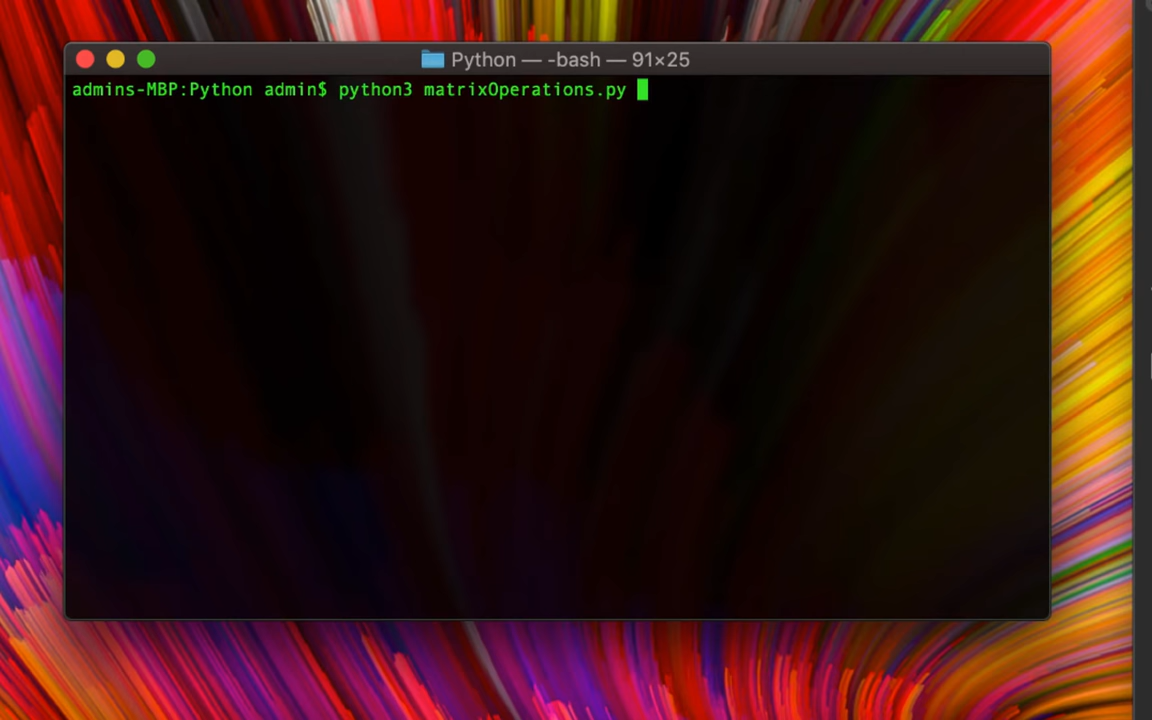 Python — -bash — 91×25
admins-MBP:Python admin$ python3 matrixOperations.py